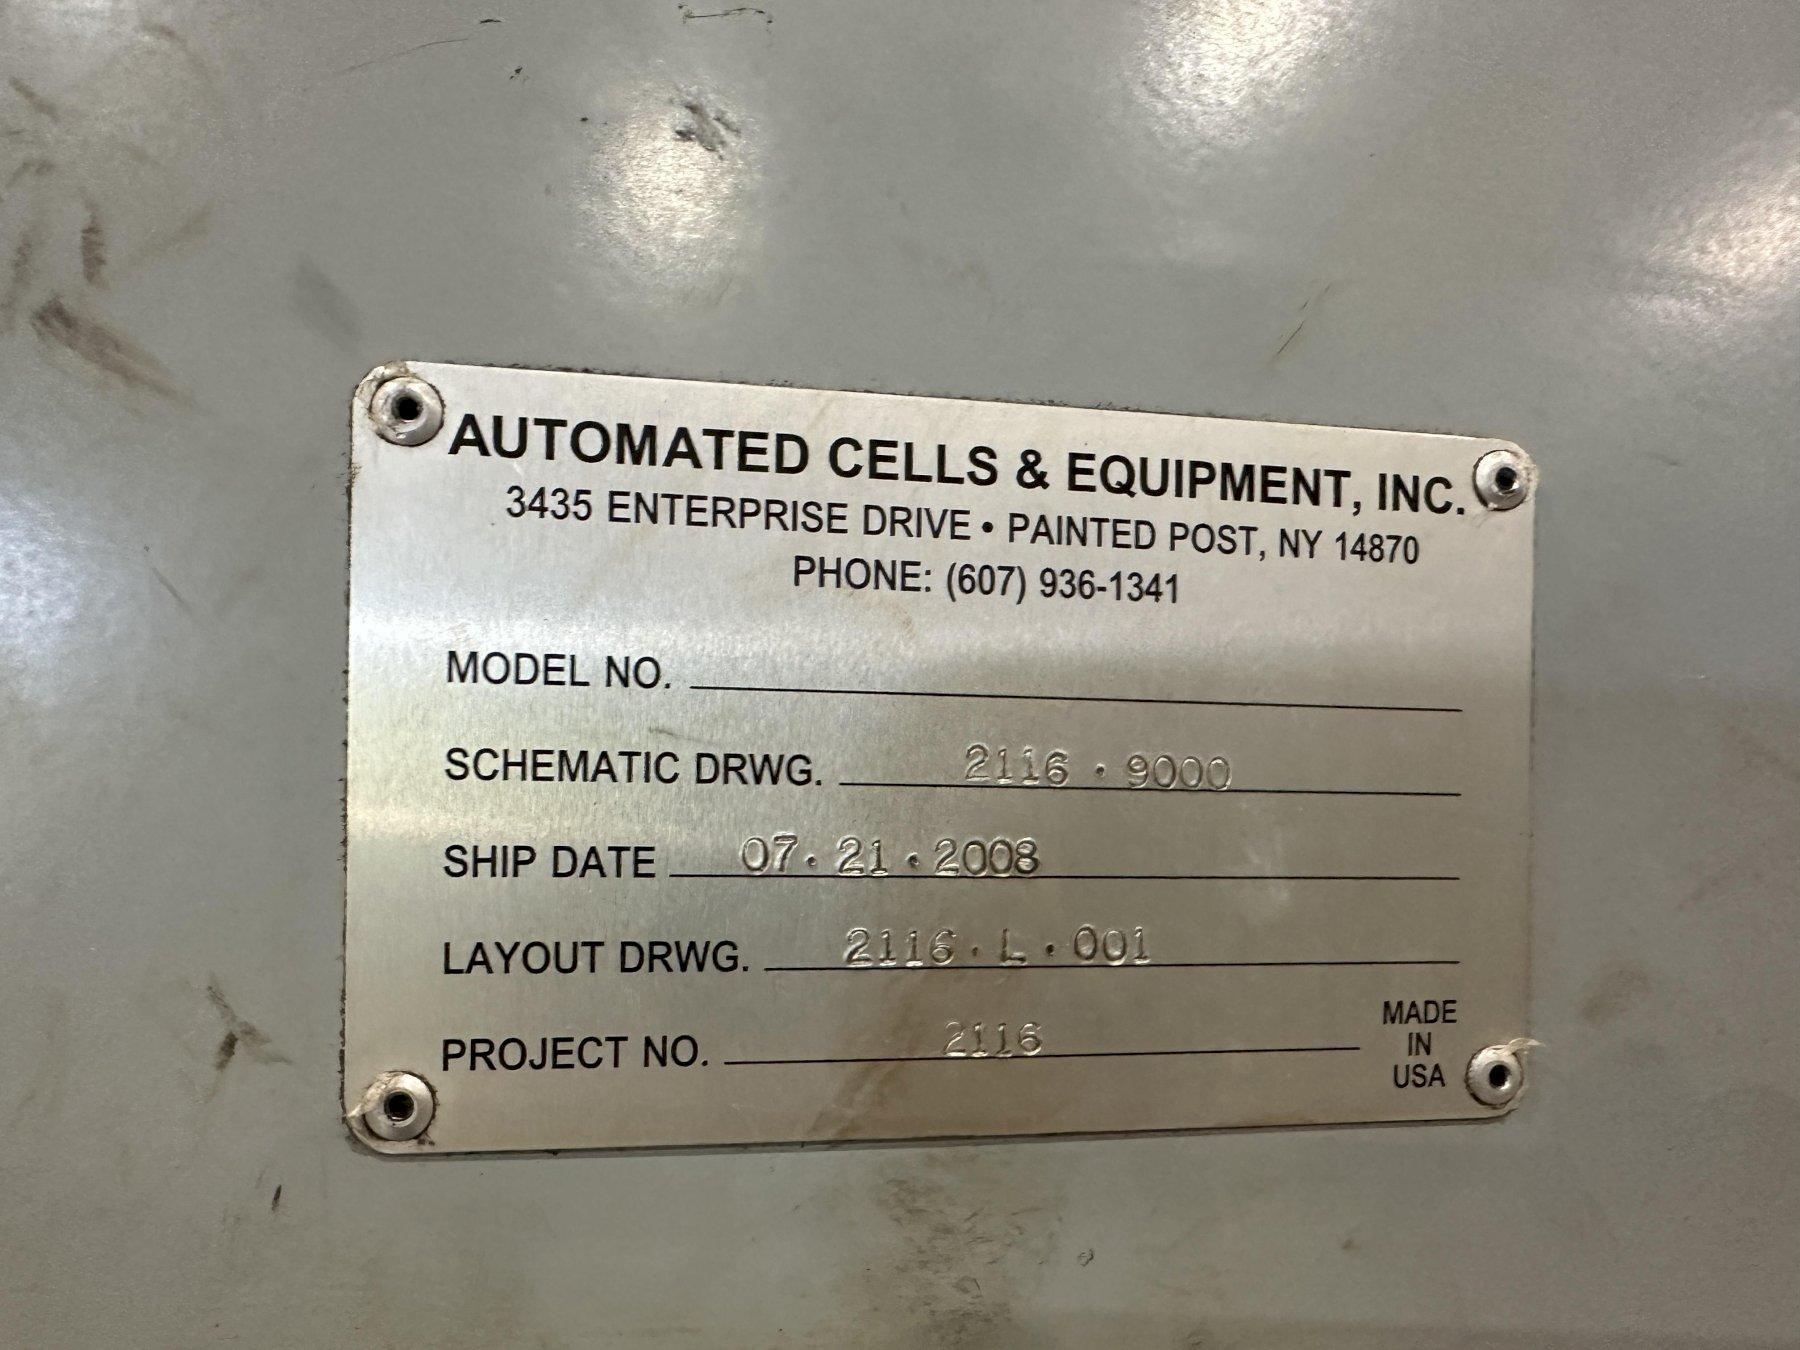 AUTOMATED CELLS & EQUIPMENT, INC.
3435 ENTERPRISE DRIVE • PAINTED POST, NY 14870
PHONE: (607) 936-1341
MODEL NO.
SCHEMATIC DRWG. 2116 · 9000
SHIP DATE 07 · 21 · 2008
LAYOUT DRWG. 2116 · L · 001
PROJECT NO. 2116
MADE
IN
USA